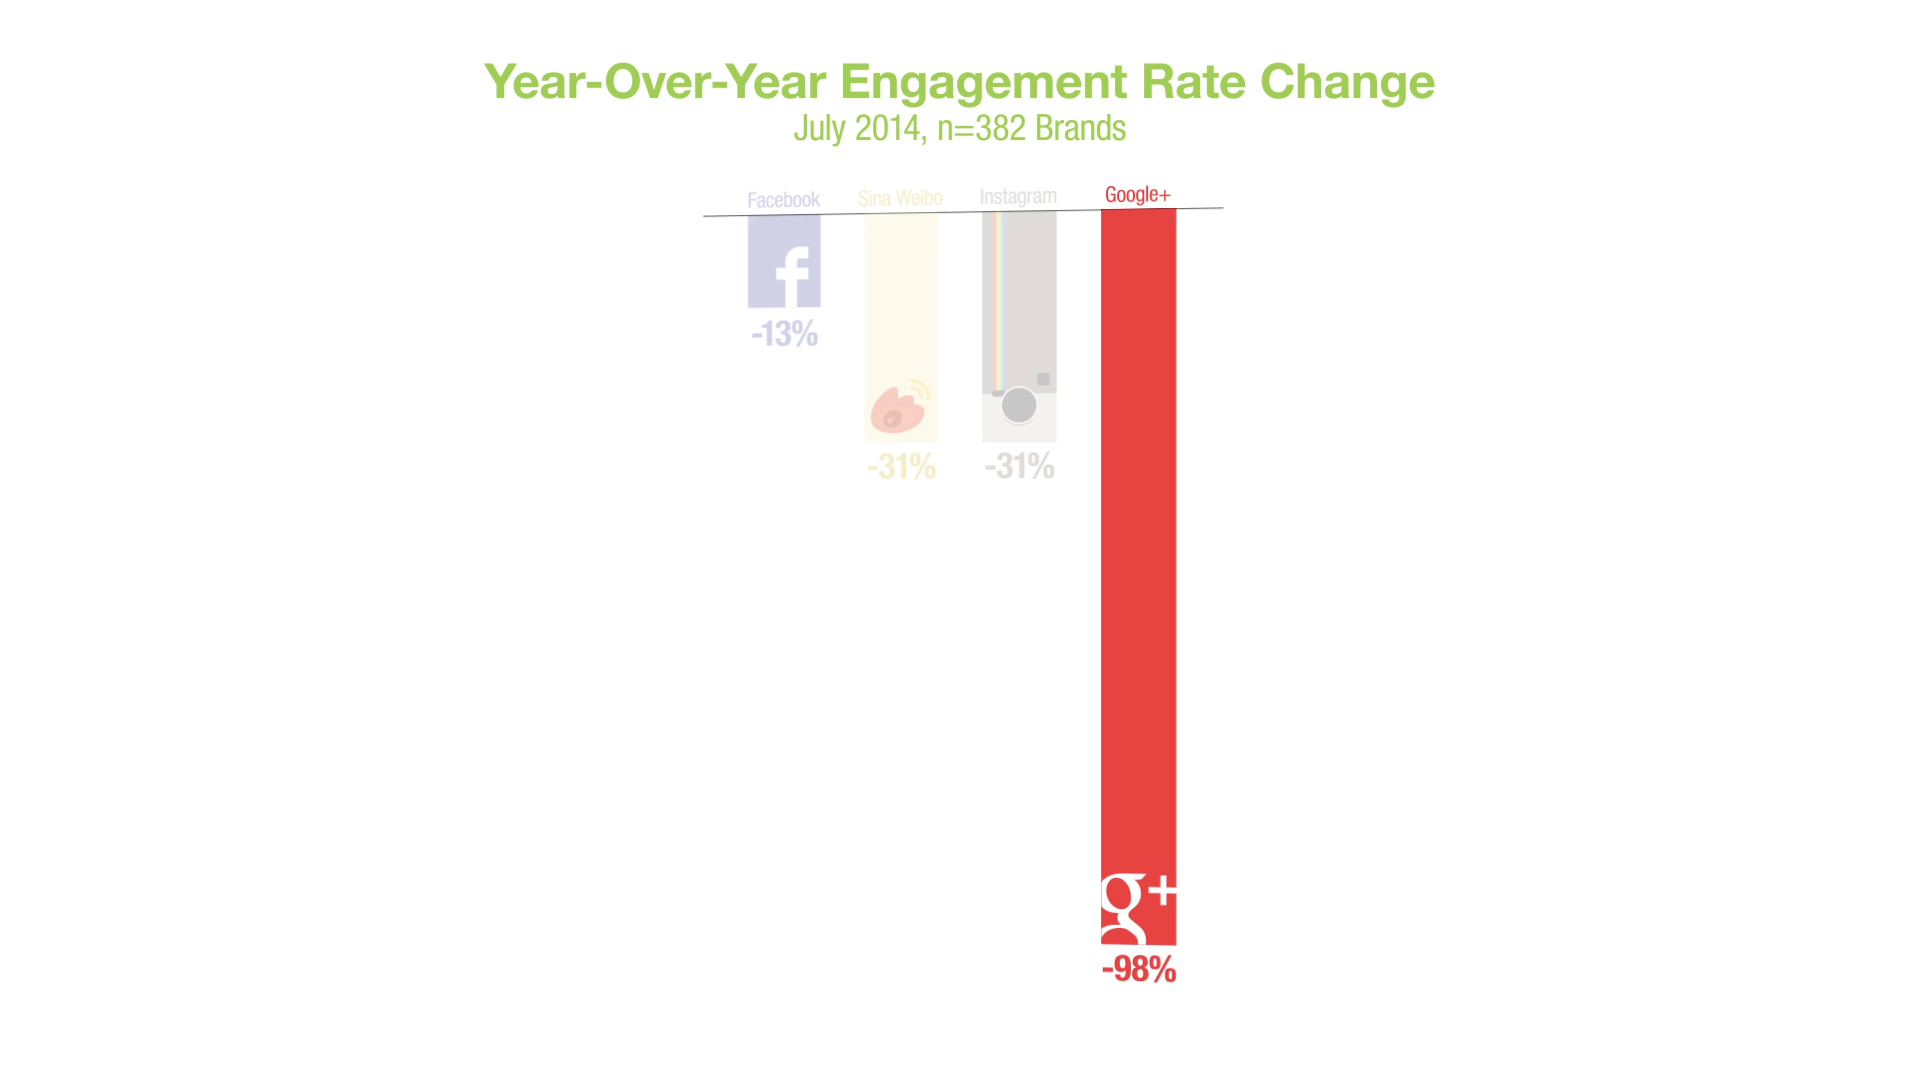 Year-Over-Year Engagement Rate Change
July 2014, n=382 Brands
Facebook Sina Weibo Instagram Google+
f
-13%
-31% -31%
g+
-98%